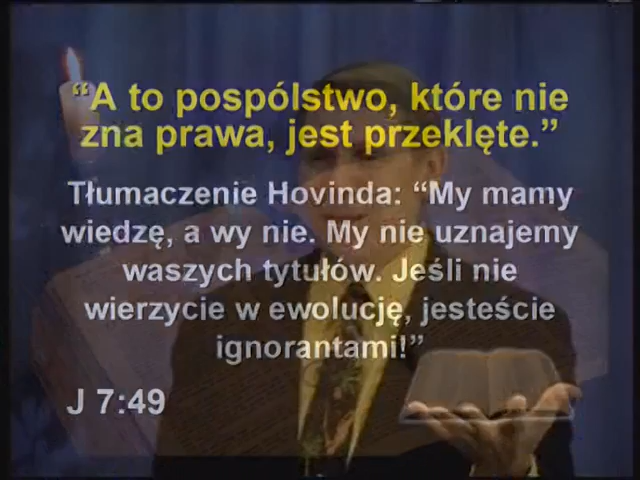 “A to pospólstwo, które nie
zna prawa, jest przeklęte.”
Tłumaczenie Hovinda: “My mamy
wiedzę, a wy nie. My nie uznajemy
waszych tytułów. Jeśli nie
wierzycie w ewolucję, jesteście
ignorantami!”
J 7:49